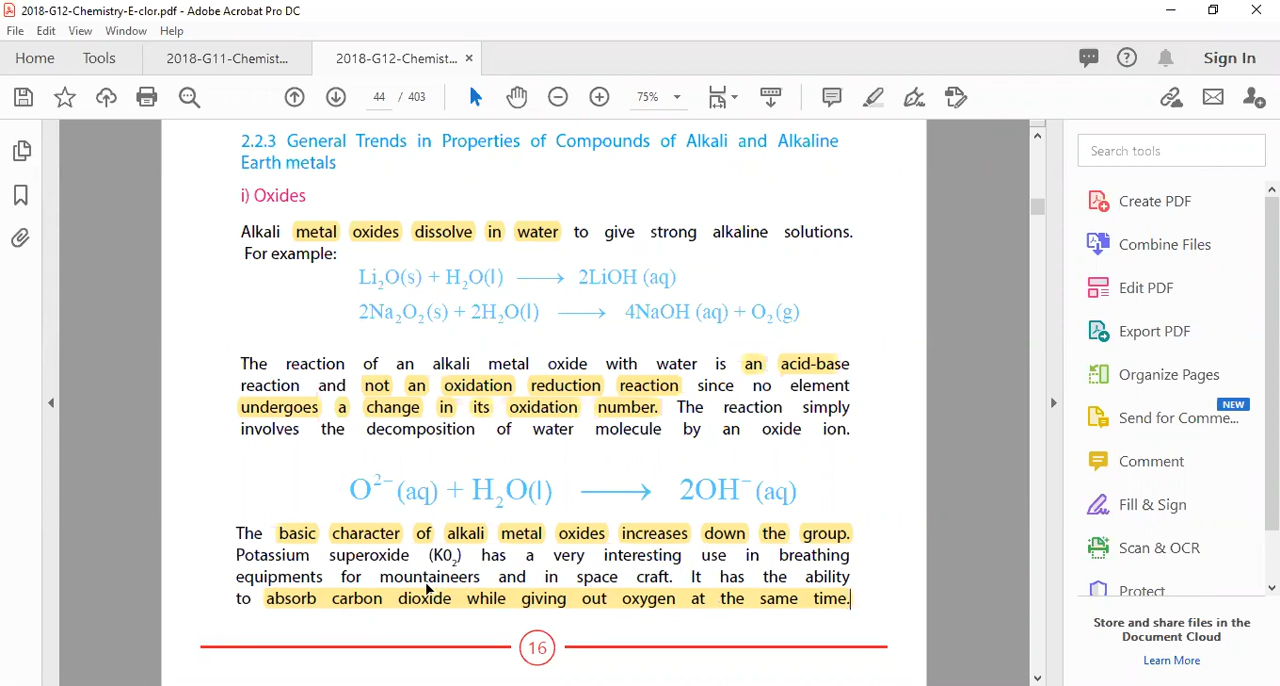 2018-G12-Chemistry-E-clor.pdf - Adobe Acrobat Pro DC
File Edit View Window Help
Home Tools 2018-G11-Chemist... 2018-G12-Chemist... × Sign In
44 / 403 75%
Search tools
Create PDF
Combine Files
Edit PDF
Export PDF
Organize Pages
NEW
Send for Comme...
Comment
Fill & Sign
Scan & OCR
Protect
Store and share files in the
Document Cloud
Learn More
2.2.3 General Trends in Properties of Compounds of Alkali and Alkaline
Earth metals
i) Oxides
Alkali metal oxides dissolve in water to give strong alkaline solutions.
For example:
Li₂O(s) + H₂O(l) ⟶ 2LiOH (aq)
2Na₂O₂(s) + 2H₂O(l) ⟶ 4NaOH (aq) + O₂(g)
The reaction of an alkali metal oxide with water is an acid-base
reaction and not an oxidation reduction reaction since no element
undergoes a change in its oxidation number. The reaction simply
involves the decomposition of water molecule by an oxide ion.
O²⁻(aq) + H₂O(l) ⟶ 2OH⁻(aq)
The basic character of alkali metal oxides increases down the group.
Potassium superoxide (K0₂) has a very interesting use in breathing
equipments for mountaineers and in space craft. It has the ability
to absorb carbon dioxide while giving out oxygen at the same time.
16